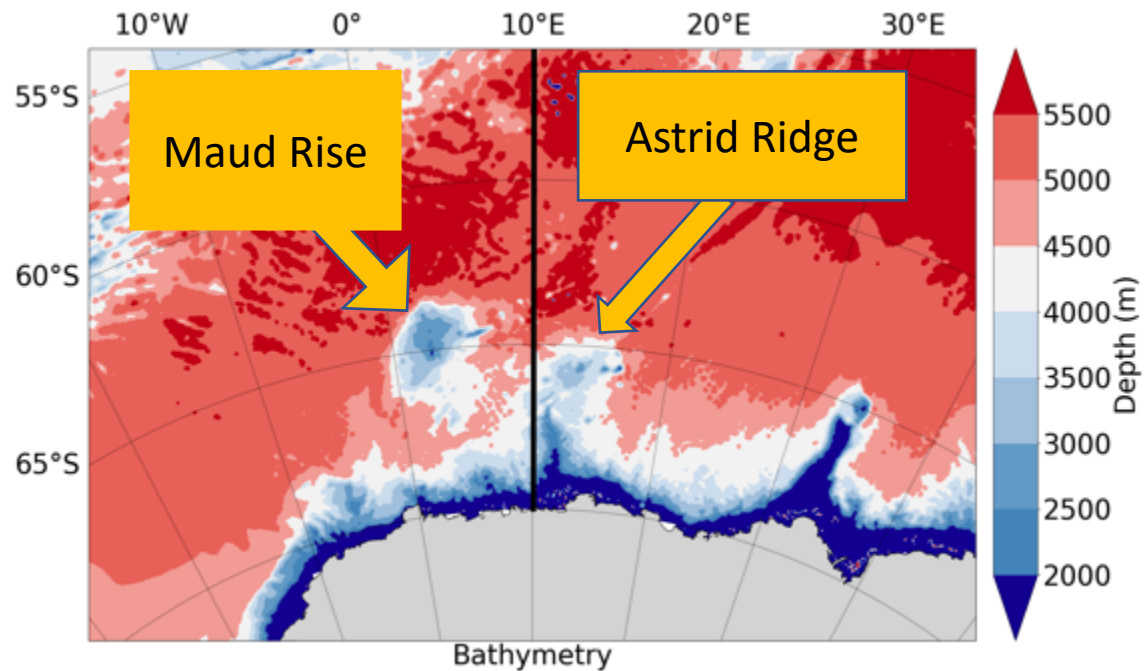 10°W 0° 10°E 20°E 30°E
55°S
60°S
65°S
Maud Rise
Astrid Ridge
5500
5000
4500
4000
3500
3000
2500
2000
Depth (m)
Bathymetry